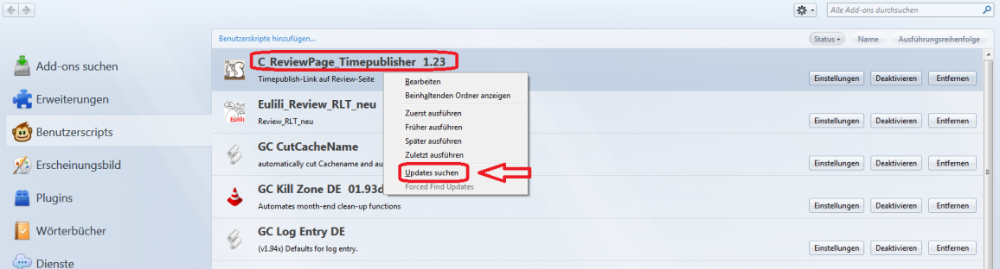 Alle Add-ons durchsuchen
Benutzerskripte hinzufügen...
Status Name Ausführungsreihenfolge
Add-ons suchen
Erweiterungen
Benutzerscripts
Erscheinungsbild
Plugins
Wörterbücher
Dienste
C_ReviewPage_Timepublisher 1.23
Timepublish-Link auf Review-Seite
Einstellungen Deaktivieren Entfernen
Bearbeiten
Beinhaltenden Ordner anzeigen
Zuerst ausführen
Früher ausführen
Später ausführen
Zuletzt ausführen
Updates suchen
Forced Find Updates
Eulili_Review_RLT_neu
Eulili
Review_RLT_neu
Einstellungen Deaktivieren Entfernen
GC CutCacheName
automatically cut Cachename and au
Einstellungen Deaktivieren Entfernen
GC Kill Zone DE 01.93d
Automates month-end clean-up functions
Einstellungen Deaktivieren Entfernen
GC Log Entry DE
(v1.94x) Defaults for log entry.
Einstellungen Deaktivieren Entfernen